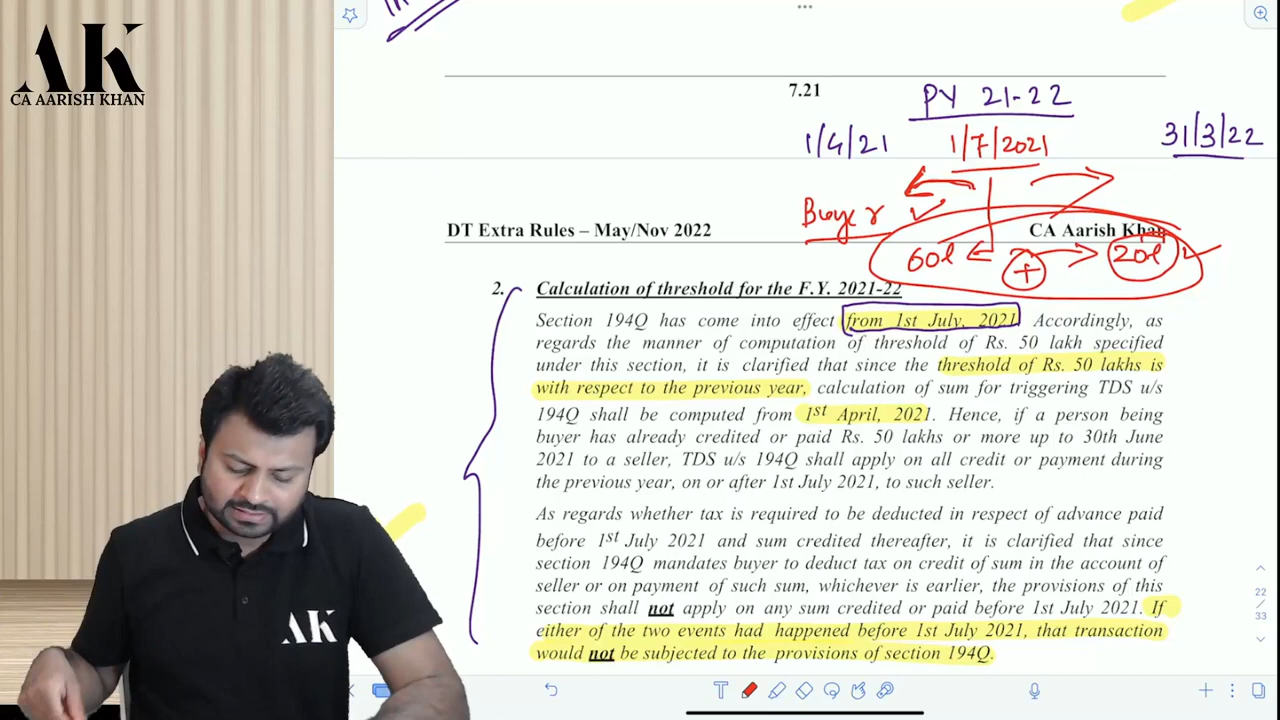 AK
CA AARISH KHAN
7.21
PY 21-22
1/4/21
1/7/2021
31/3/22
Buyer
60l
+
20l
DT Extra Rules – May/Nov 2022
CA Aarish Khan
2. Calculation of threshold for the F.Y. 2021-22
Section 194Q has come into effect from 1st July, 2021. Accordingly, as
regards the manner of computation of threshold of Rs. 50 lakh specified
under this section, it is clarified that since the threshold of Rs. 50 lakhs is
with respect to the previous year, calculation of sum for triggering TDS u/s
194Q shall be computed from 1st April, 2021. Hence, if a person being
buyer has already credited or paid Rs. 50 lakhs or more up to 30th June
2021 to a seller, TDS u/s 194Q shall apply on all credit or payment during
the previous year, on or after 1st July 2021, to such seller.
As regards whether tax is required to be deducted in respect of advance paid
before 1st July 2021 and sum credited thereafter, it is clarified that since
section 194Q mandates buyer to deduct tax on credit of sum in the account of
seller or on payment of such sum, whichever is earlier, the provisions of this
section shall not apply on any sum credited or paid before 1st July 2021. If
either of the two events had happened before 1st July 2021, that transaction
would not be subjected to the provisions of section 194Q.
AK
22
/
33
T